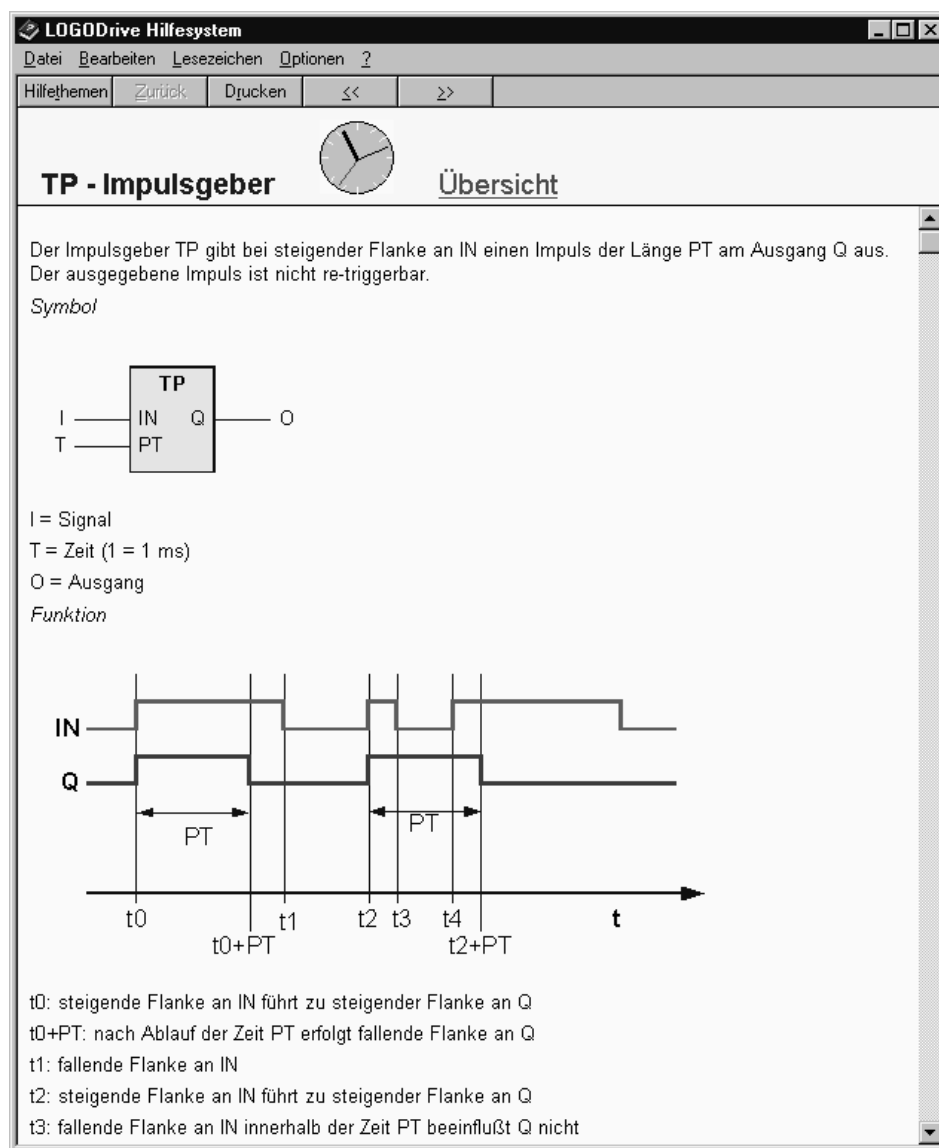 LOGODrive Hilfesystem
Datei Bearbeiten Lesezeichen Optionen ?
Hilfethemen Zurück Drucken << >>
TP - Impulsgeber Übersicht
Der Impulsgeber TP gibt bei steigender Flanke an IN einen Impuls der Länge PT am Ausgang Q aus.
Der ausgegebene Impuls ist nicht re-triggerbar.
Symbol
TP
I IN Q O
T PT
I = Signal
T = Zeit (1 = 1 ms)
O = Ausgang
Funktion
IN
Q
PT PT
t0 t1 t2 t3 t4 t
t0+PT t2+PT
t0: steigende Flanke an IN führt zu steigender Flanke an Q
t0+PT: nach Ablauf der Zeit PT erfolgt fallende Flanke an Q
t1: fallende Flanke an IN
t2: steigende Flanke an IN führt zu steigender Flanke an Q
t3: fallende Flanke an IN innerhalb der Zeit PT beeinflußt Q nicht